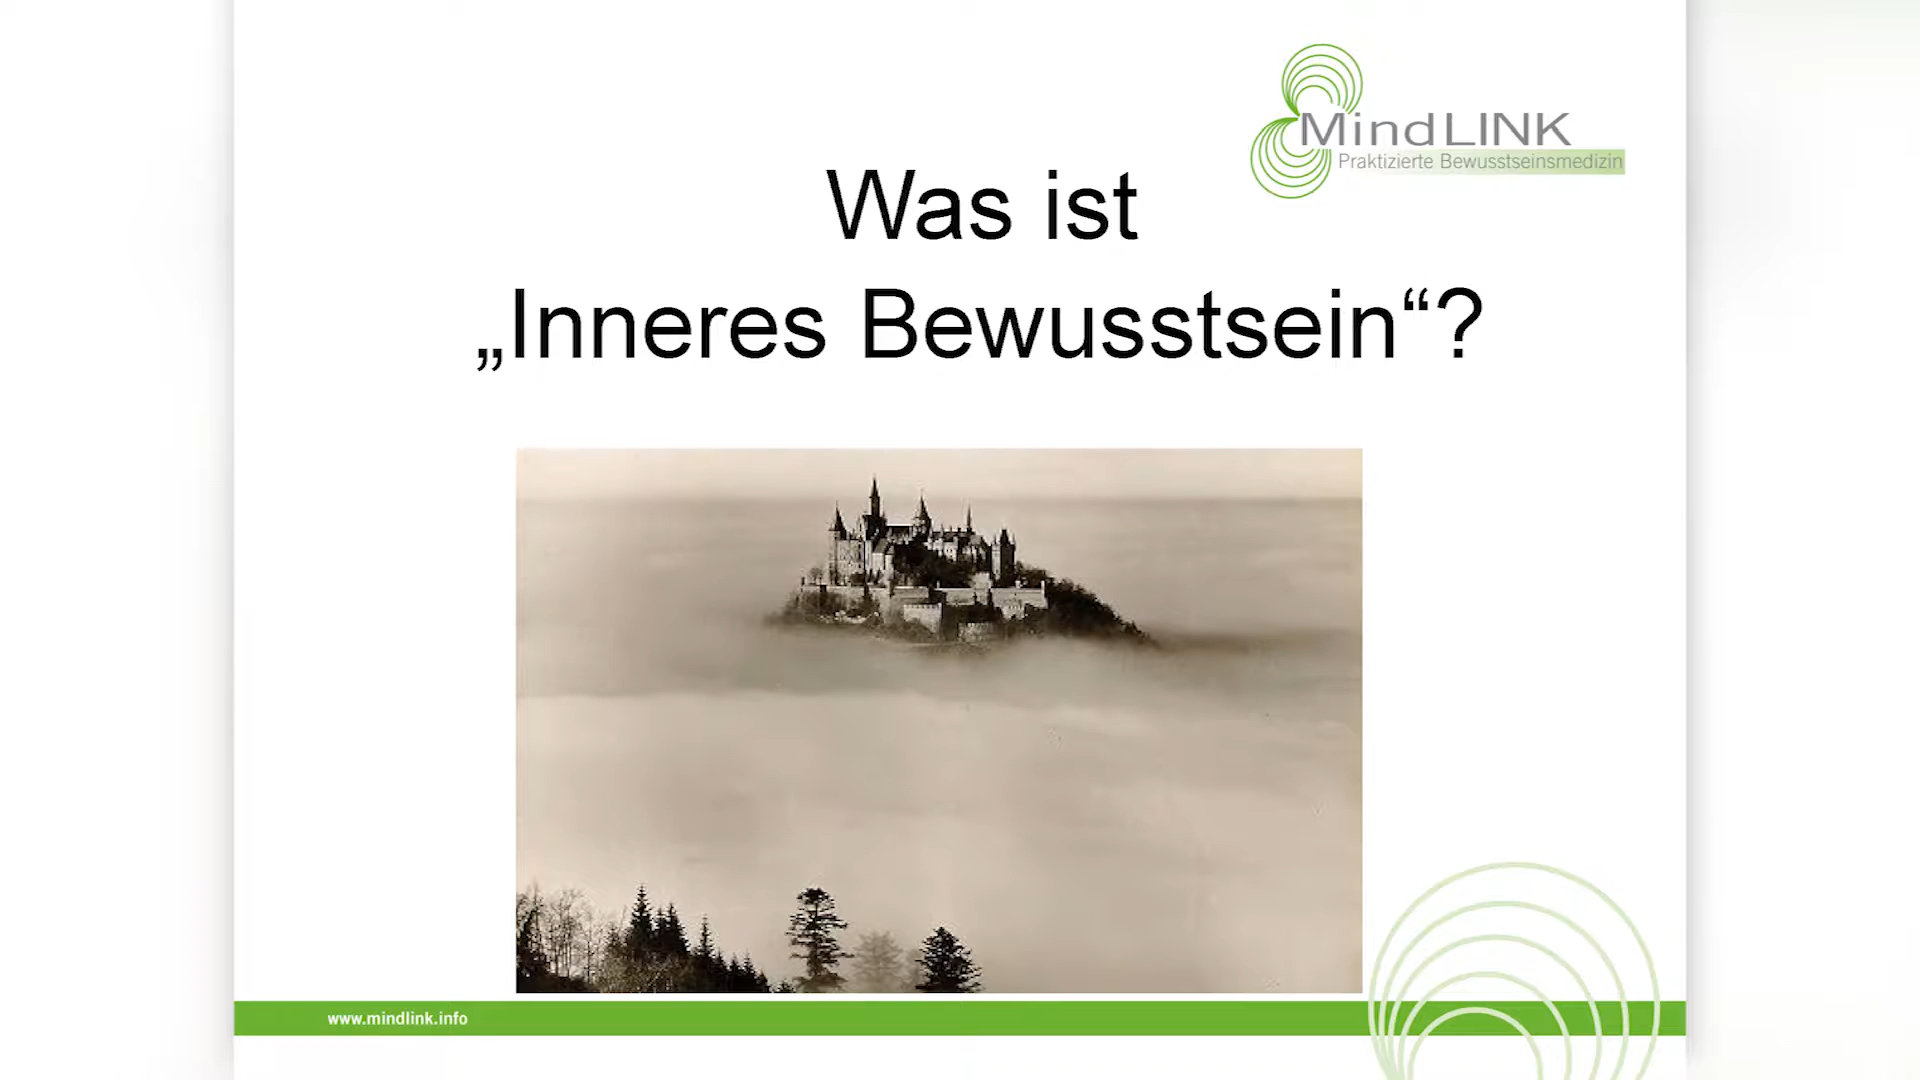 MindLINK
Praktizierte Bewusstseinsmedizin
Was ist
„Inneres Bewusstsein“?
www.mindlink.info